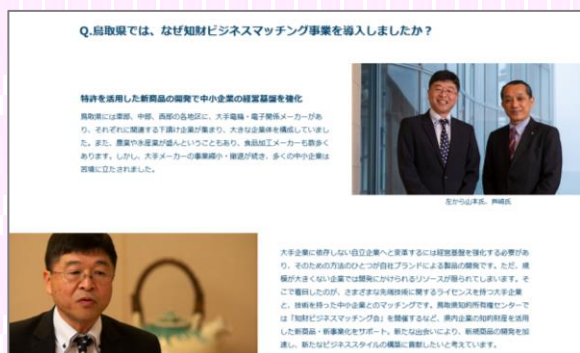 Q.鳥取県では、なぜ知財ビジネスマッチング事業を導入しましたか？
特許を活用した新商品の開発で中小企業の経営基盤を強化
鳥取県には東部、中部、西部の各地区に、大手電機・電子関係メーカーがあ
り、それぞれに関連する下請け企業が集まり、大きな企業体を構成していまし
た。また、農業や水産業が盛んということもあり、食品加工メーカーも数多く
あります。しかし、大手メーカーの事業縮小・撤退が続き、多くの中小企業は
苦境に立たされました。
左から山本氏、芦崎氏
大手企業に依存しない自立企業へと変革するには経営基盤を強化する必要があ
り、そのための方法のひとつが自社ブランドによる製品の開発です。ただ、規
模が大きくない企業では開発にかけられるリソースが限られてしまいます。そ
こで着目したのが、さまざまな先端技術に関するライセンスを持つ大手企業
と、技術を持った中小企業とのマッチングです。鳥取県知的所有権センターで
は「知財ビジネスマッチング会」を開催するなど、県内企業の知的財産を活用
した新商品・新事業化をサポート。新たな出会いにより、新規商品の開発を加
速し、新たなビジネススタイルの構築に貢献したいと考えています。